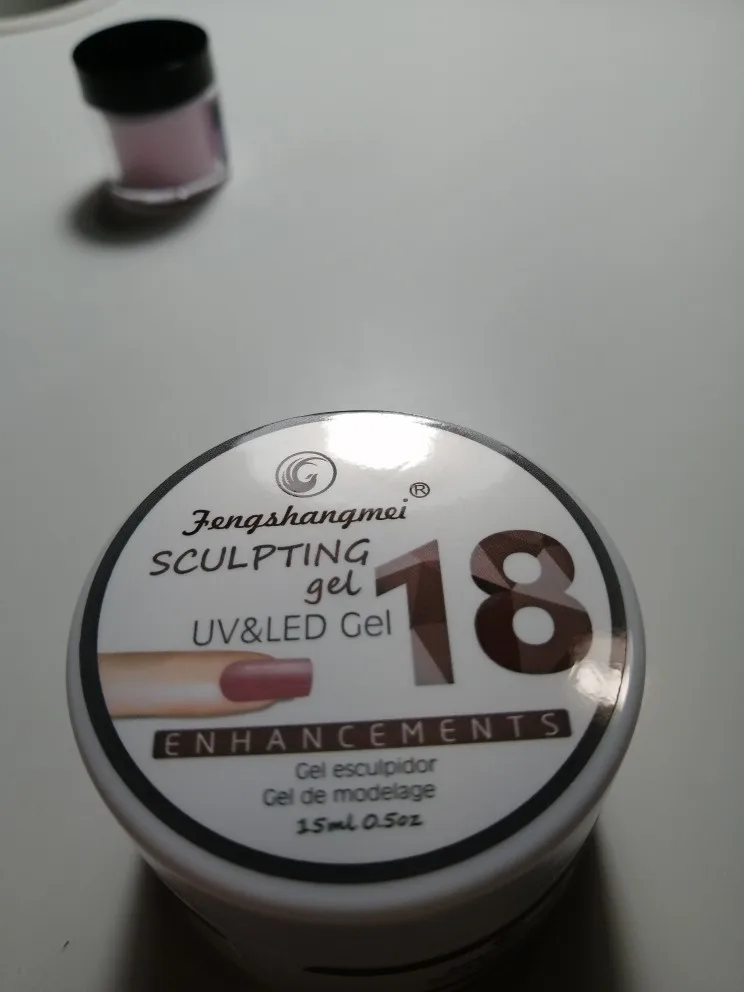 Fengshangmei®
SCULPTING
gel
18
UV&LED Gel
ENHANCEMENTS
Gel esculpidor
Gel de modelage
15ml 0.5oz